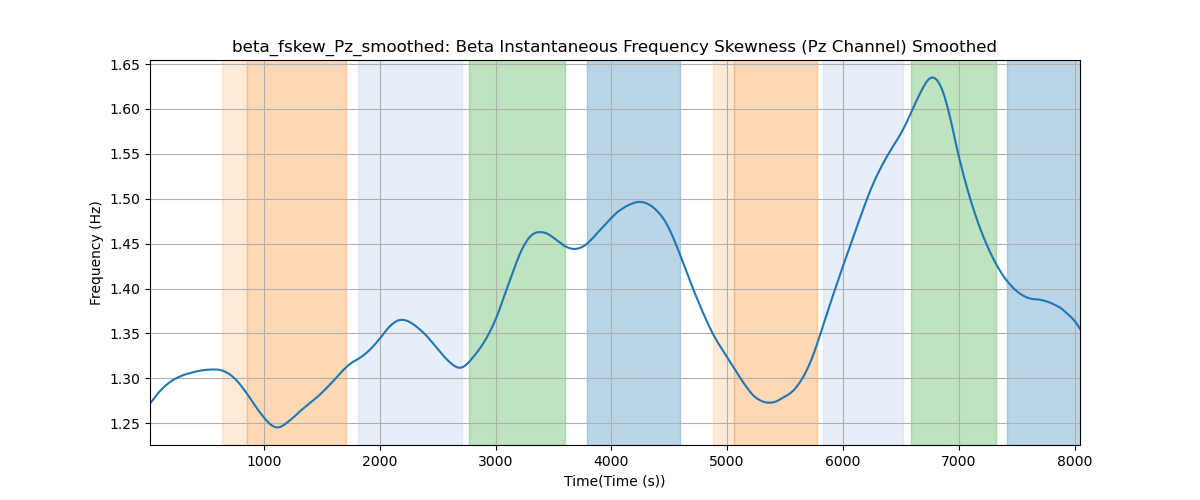 beta_fskew_Pz_smoothed: Beta Instantaneous Frequency Skewness (Pz Channel) Smoothed
1.65
1.60
1.55
1.50
1.45
1.40
1.35
1.30
1.25
Frequency (Hz)
1000 2000 3000 4000 5000 6000 7000 8000
Time(Time (s))